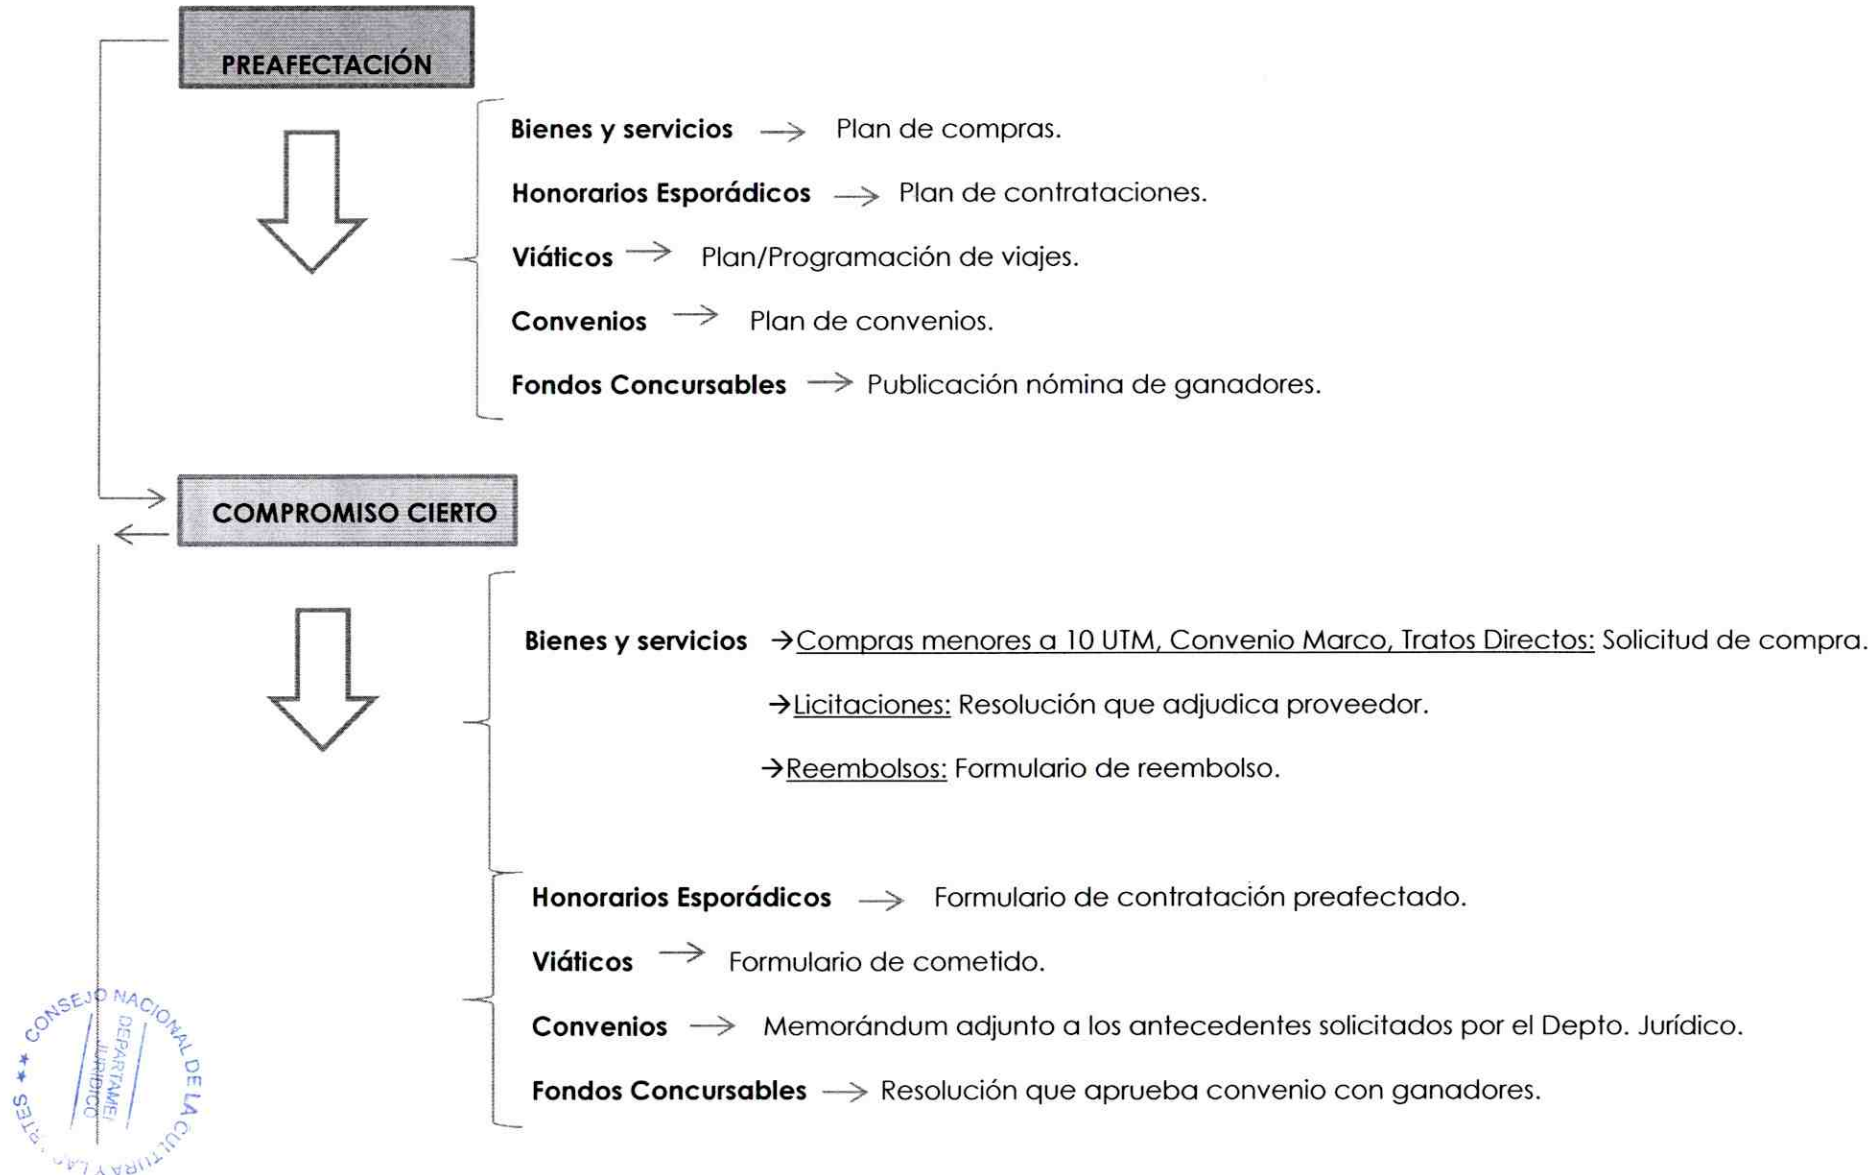 PREAFECTACIÓN
Bienes y servicios → Plan de compras.
Honorarios Esporádicos → Plan de contrataciones.
Viáticos → Plan/Programación de viajes.
Convenios → Plan de convenios.
Fondos Concursables → Publicación nómina de ganadores.
COMPROMISO CIERTO
Bienes y servicios →Compras menores a 10 UTM, Convenio Marco, Tratos Directos: Solicitud de compra.
→Licitaciones: Resolución que adjudica proveedor.
→Reembolsos: Formulario de reembolso.
Honorarios Esporádicos → Formulario de contratación preafectado.
Viáticos → Formulario de cometido.
Convenios → Memorándum adjunto a los antecedentes solicitados por el Depto. Jurídico.
Fondos Concursables → Resolución que aprueba convenio con ganadores.
CONSEJO NACIONAL DE LA CULTURA Y
JURIDICO